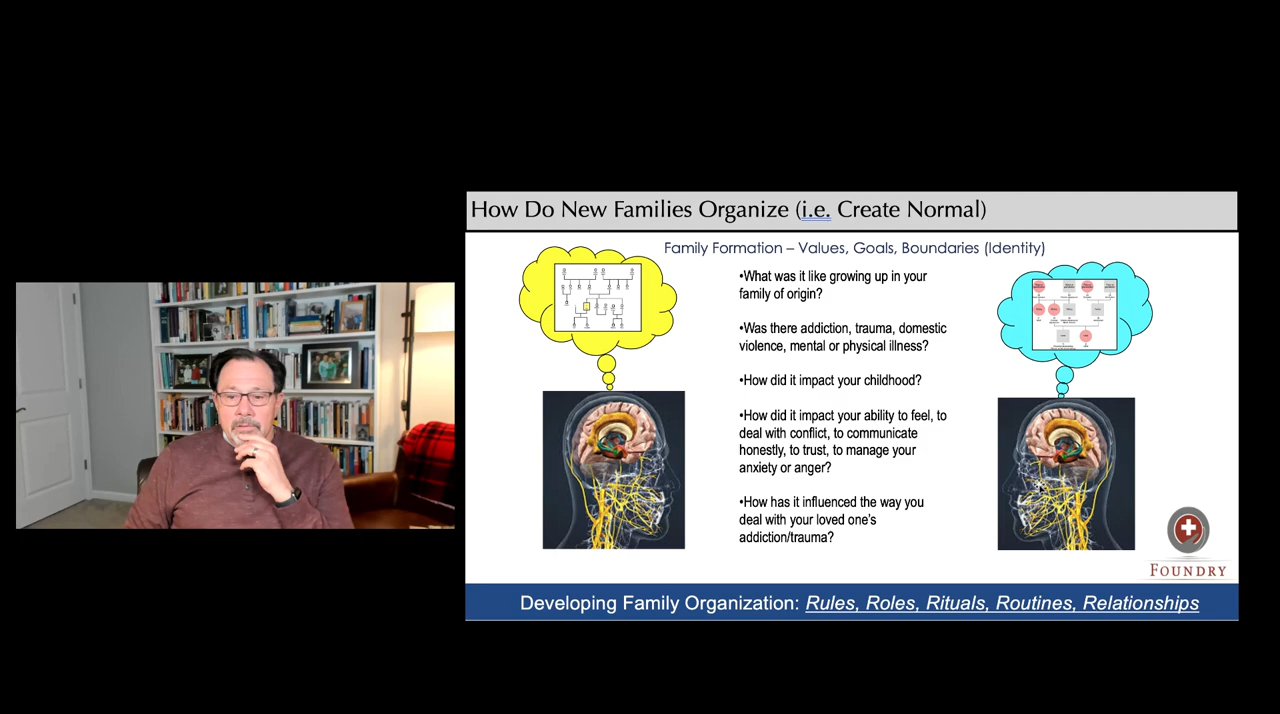 How Do New Families Organize (i.e. Create Normal)
Family Formation – Values, Goals, Boundaries (Identity)
•What was it like growing up in your
family of origin?
•Was there addiction, trauma, domestic
violence, mental or physical illness?
•How did it impact your childhood?
•How did it impact your ability to feel, to
deal with conflict, to communicate
honestly, to trust, to manage your
anxiety or anger?
•How has it influenced the way you
deal with your loved one's
addiction/trauma?
FOUNDRY
Developing Family Organization: Rules, Roles, Rituals, Routines, Relationships